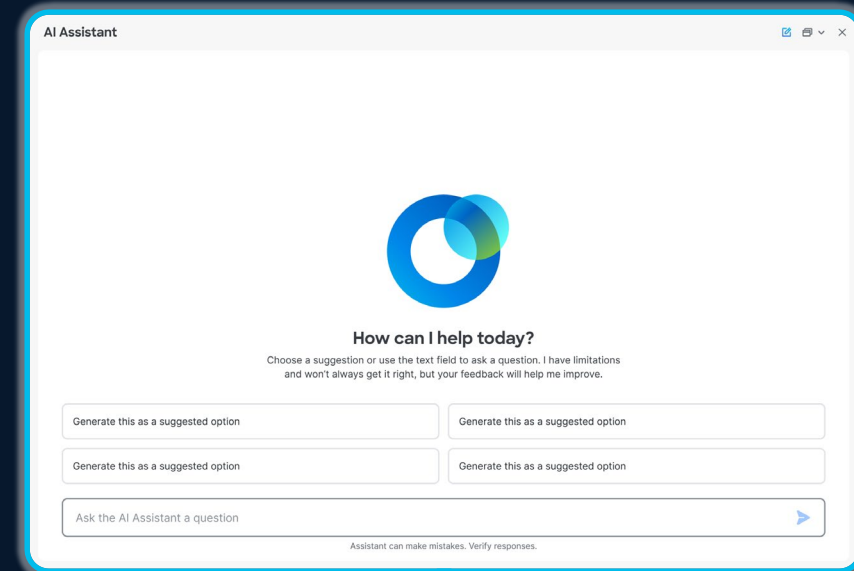 AI Assistant
How can I help today?
Choose a suggestion or use the text field to ask a question. I have limitations
and won't always get it right, but your feedback will help me improve.
Generate this as a suggested option
Generate this as a suggested option
Generate this as a suggested option
Generate this as a suggested option
Ask the AI Assistant a question
Assistant can make mistakes. Verify responses.